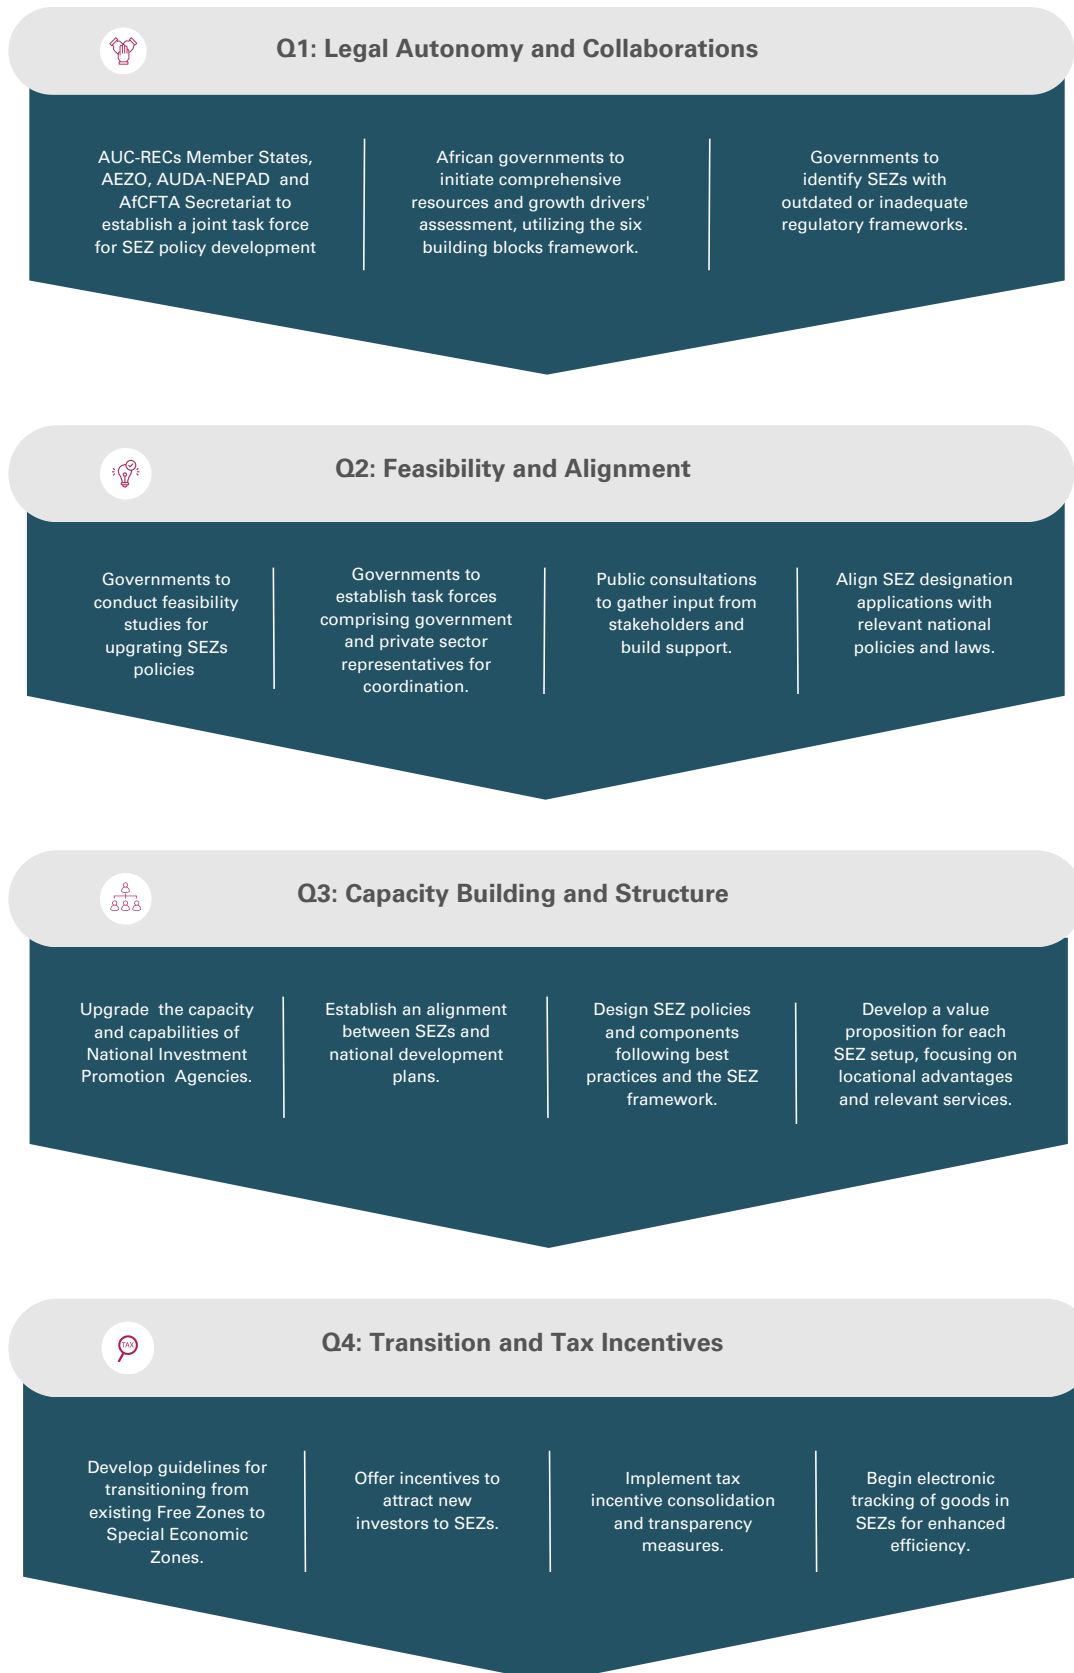 Q1: Legal Autonomy and Collaborations
AUC-RECs Member States,
AEZO, AUDA-NEPAD and
AfCFTA Secretariat to
establish a joint task force
for SEZ policy development
African governments to
initiate comprehensive
resources and growth drivers'
assessment, utilizing the six
building blocks framework.
Governments to
identify SEZs with
outdated or inadequate
regulatory frameworks.
Q2: Feasibility and Alignment
Governments to
conduct feasibility
studies for
upgrating SEZs
policies
Governments to
establish task forces
comprising government
and private sector
representatives for
coordination.
Public consultations
to gather input from
stakeholders and
build support.
Align SEZ designation
applications with
relevant national
policies and laws.
Q3: Capacity Building and Structure
Upgrade the capacity
and capabilities of
National Investment
Promotion Agencies.
Establish an alignment
between SEZs and
national development
plans.
Design SEZ policies
and components
following best
practices and the SEZ
framework.
Develop a value
proposition for each
SEZ setup, focusing on
locational advantages
and relevant services.
Q4: Transition and Tax Incentives
TAX
Develop guidelines for
transitioning from
existing Free Zones to
Special Economic
Zones.
Offer incentives to
attract new
investors to SEZs.
Implement tax
incentive consolidation
and transparency
measures.
Begin electronic
tracking of goods in
SEZs for enhanced
efficiency.